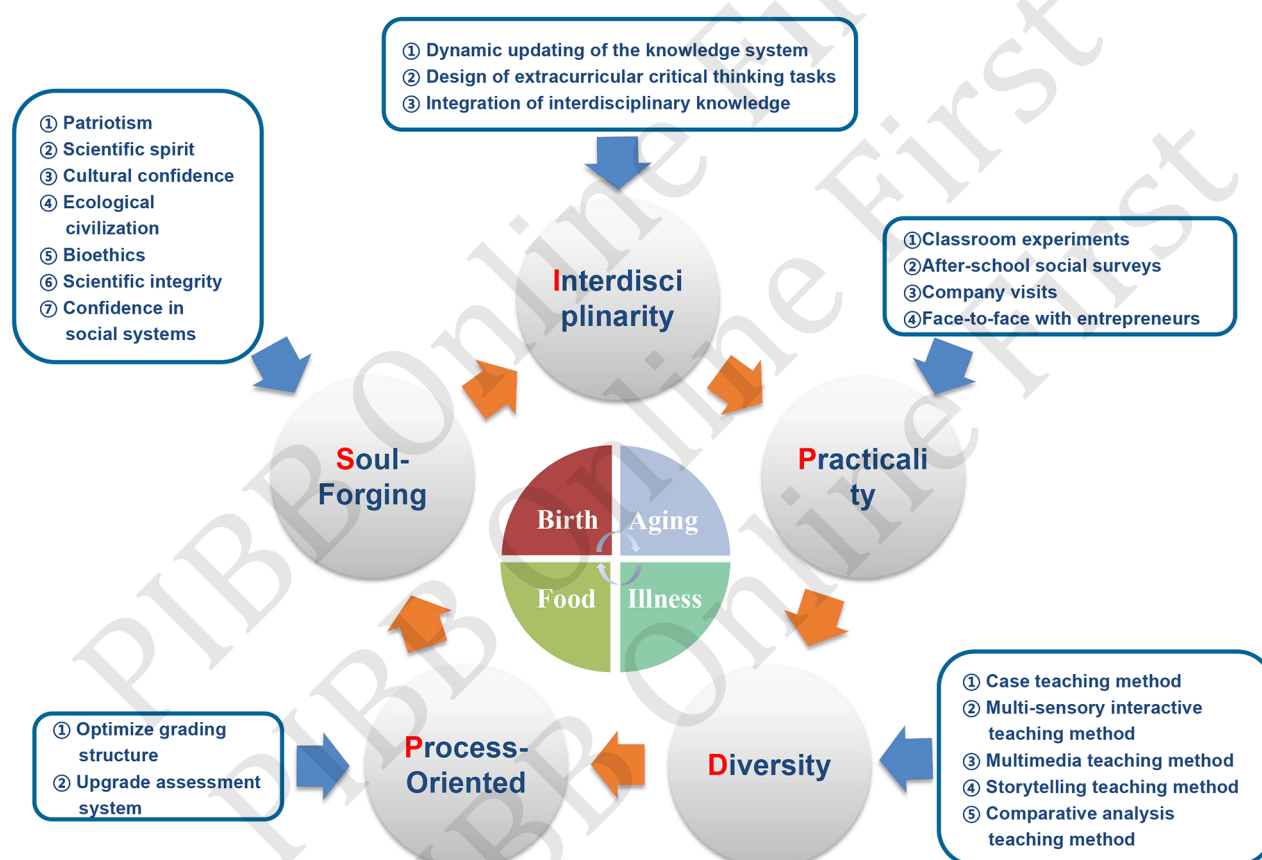 ① Dynamic updating of the knowledge system
② Design of extracurricular critical thinking tasks
③ Integration of interdisciplinary knowledge
① Patriotism
② Scientific spirit
③ Cultural confidence
④ Ecological
civilization
⑤ Bioethics
⑥ Scientific integrity
⑦ Confidence in
social systems
①Classroom experiments
②After-school social surveys
③Company visits
④Face-to-face with entrepreneurs
Interdisci
plinarity
Soul-
Forging
Practicali
ty
Birth
Aging
Food
Illness
① Optimize grading
structure
② Upgrade assessment
system
Process-
Oriented
Diversity
① Case teaching method
② Multi-sensory interactive
teaching method
③ Multimedia teaching method
④ Storytelling teaching method
⑤ Comparative analysis
teaching method
PIBB Online First
PIBB Online First
PIBB Online First